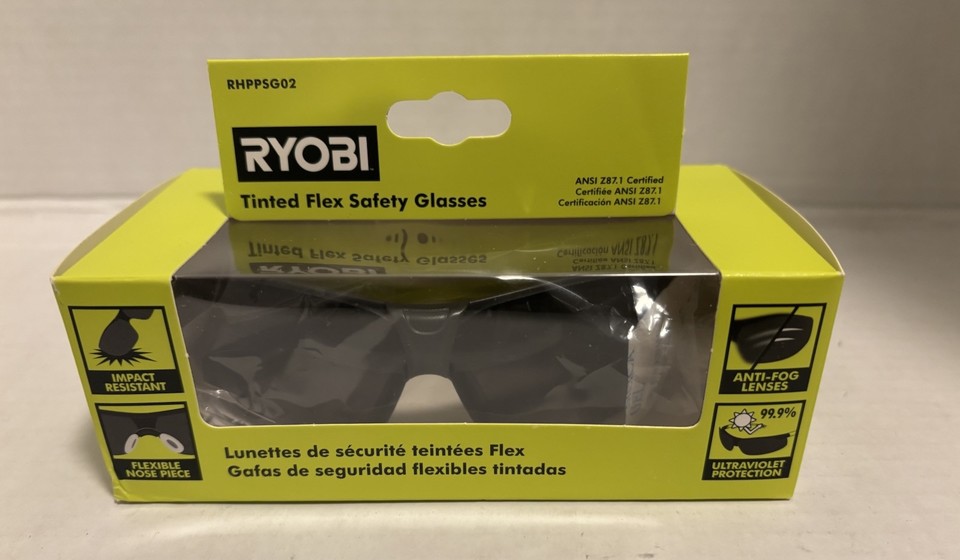 RHPPSG02
RYOBI
Tinted Flex Safety Glasses
ANSI Z87.1 Certified
Certifiée ANSI Z87.1
Certificación ANSI Z87.1
IMPACT
RESISTANT
FLEXIBLE
NOSE PIECE
ANTI-FOG
LENSES
99.9%
ULTRAVIOLET
PROTECTION
Lunettes de sécurité teintées Flex
Gafas de seguridad flexibles tintadas